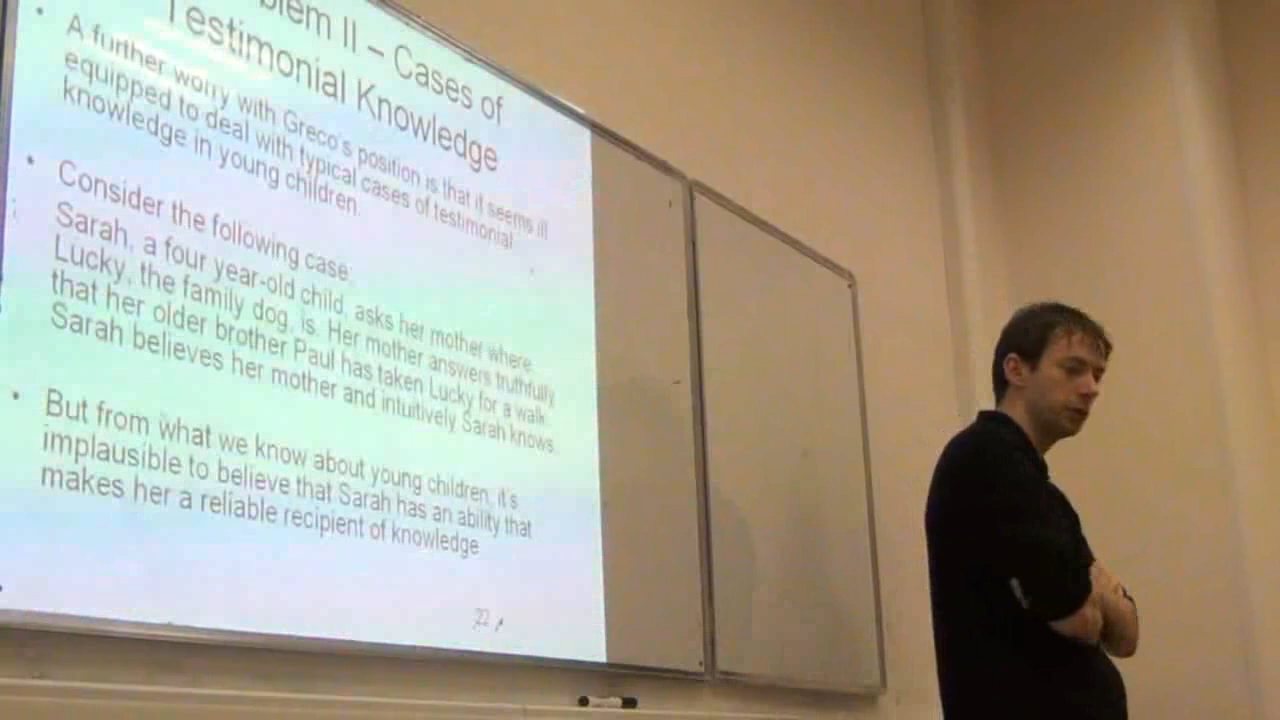 blem II – Cases of
Testimonial Knowledge
• A further worry with Greco's position is that it seems ill
equipped to deal with typical cases of testimonial
knowledge in young children.
• Consider the following case:
Sarah, a four year-old child, asks her mother where
Lucky, the family dog, is. Her mother answers truthfully
that her older brother Paul has taken Lucky for a walk.
Sarah believes her mother and intuitively Sarah knows.
• But from what we know about young children, it's
implausible to believe that Sarah has an ability that
makes her a reliable recipient of knowledge
22